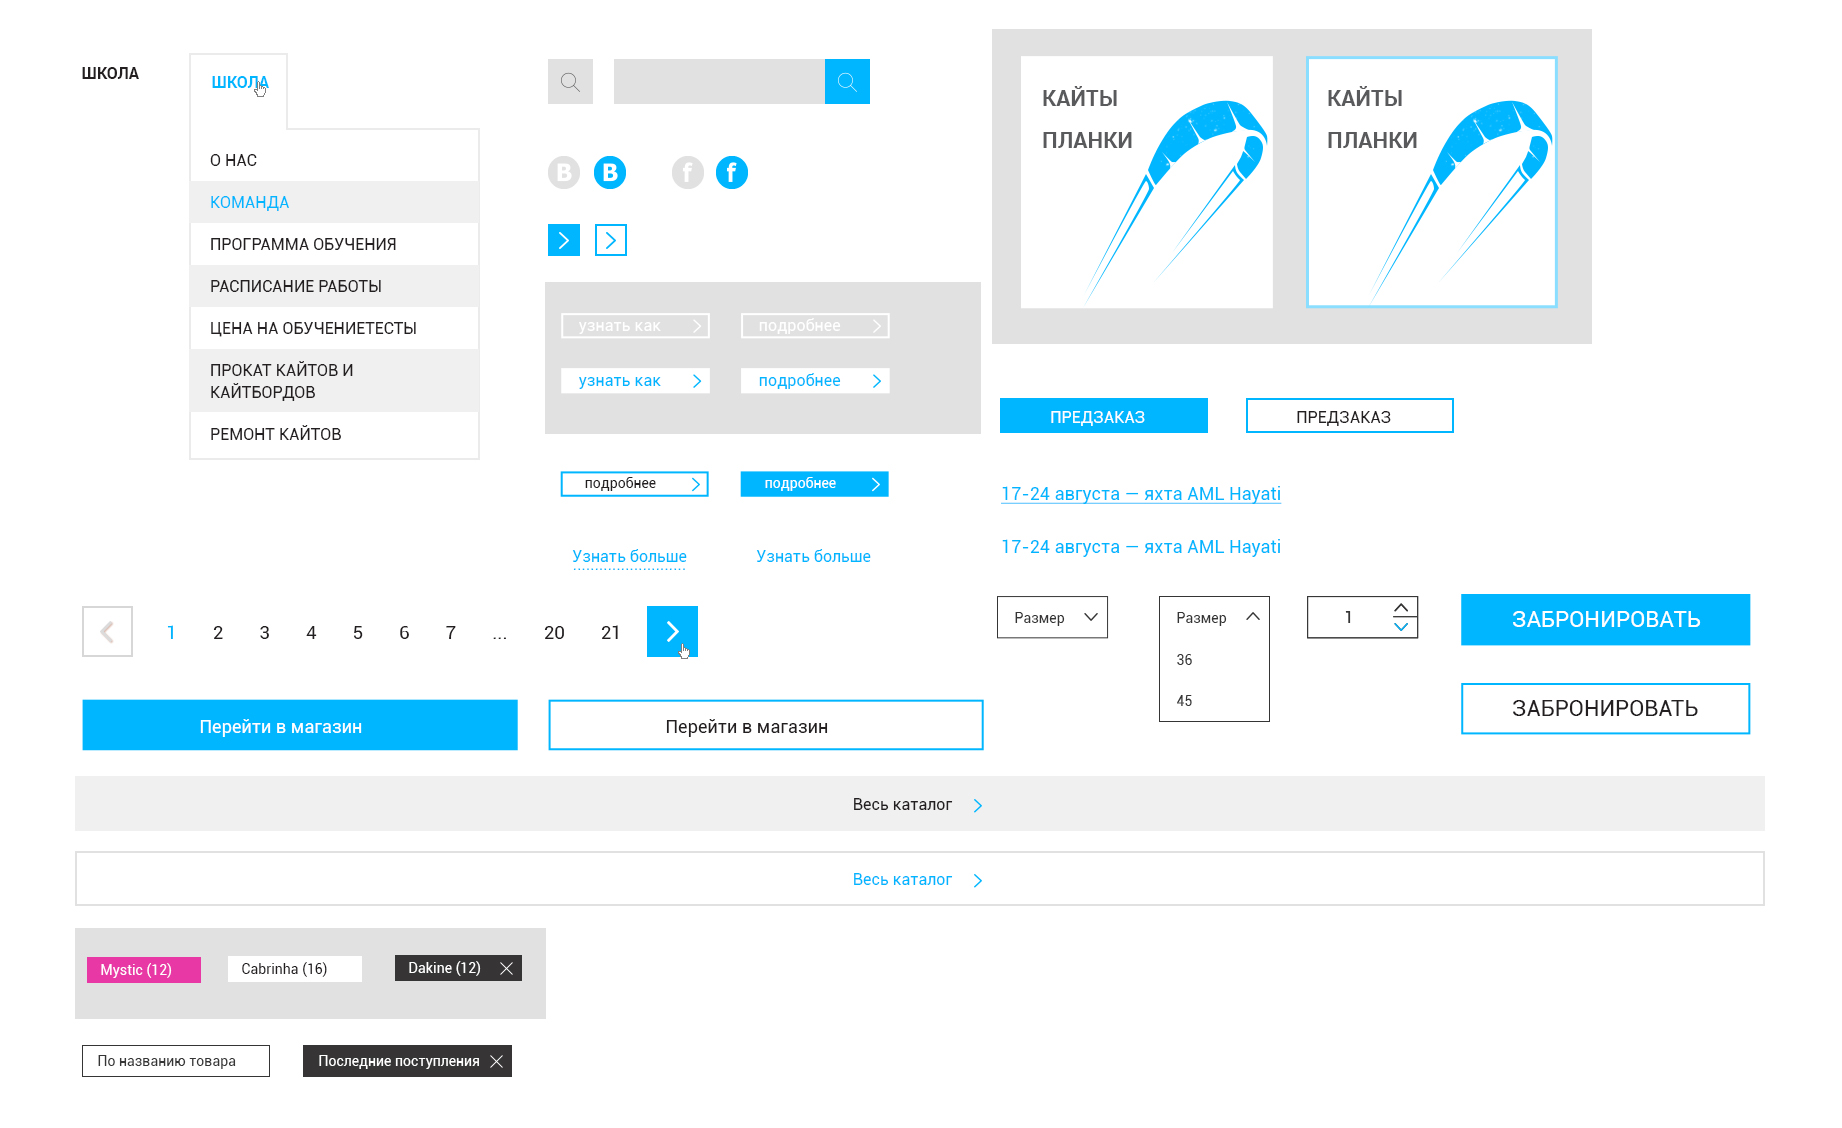 ШКОЛА
ШКОЛА
О НАС
КОМАНДА
ПРОГРАММА ОБУЧЕНИЯ
РАСПИСАНИЕ РАБОТЫ
ЦЕНА НА ОБУЧЕНИЕТЕСТЫ
ПРОКАТ КАЙТОВ И
КАЙТБОРДОВ
РЕМОНТ КАЙТОВ
B B f f
узнать как подробнее
узнать как подробнее
подробнее подробнее
Узнать больше Узнать больше
КАЙТЫ
ПЛАНКИ
КАЙТЫ
ПЛАНКИ
ПРЕДЗАКАЗ ПРЕДЗАКАЗ
17-24 августа — яхта AML Hayati
17-24 августа — яхта AML Hayati
1 2 3 4 5 6 7 ... 20 21
Размер
Размер
36
45
1
ЗАБРОНИРОВАТЬ
ЗАБРОНИРОВАТЬ
Перейти в магазин Перейти в магазин
Весь каталог
Весь каталог
Mystic (12) Cabrinha (16) Dakine (12)
По названию товара Последние поступления